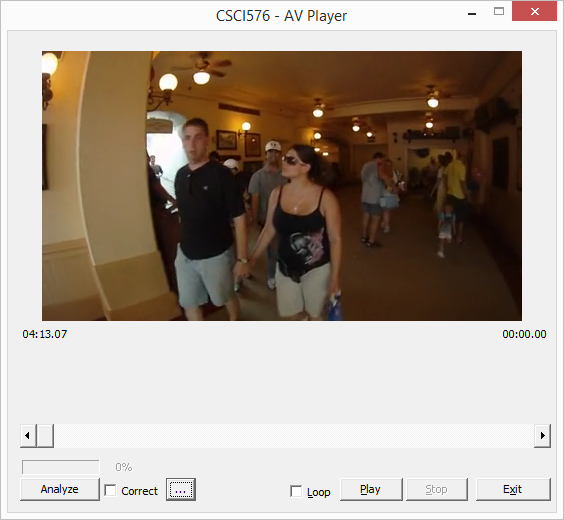 CSCI576 - AV Player
04:13.07 00:00.00
0%
Analyze Correct ... Loop Play Stop Exit